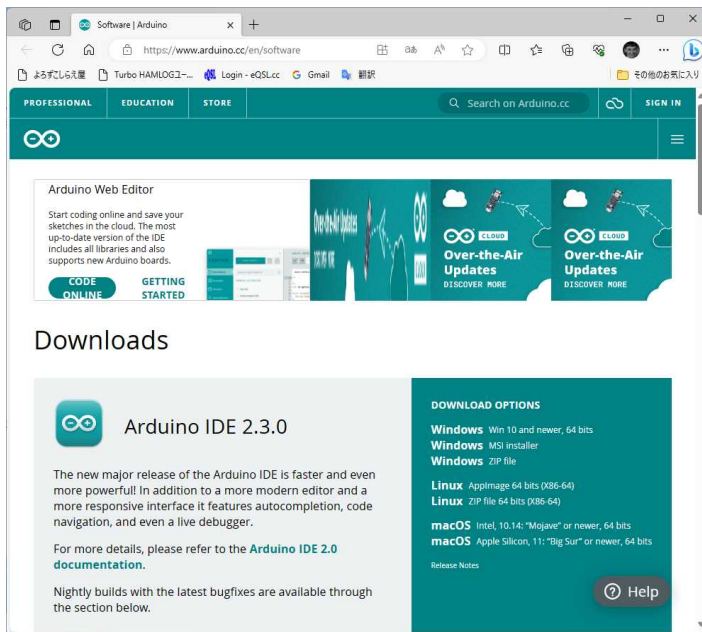 Software | Arduino
https://www.arduino.cc/en/software
よろずこしらえ屋 Turbo HAMLOGユー... Login - eQSL.cc Gmail 翻訳 その他のお気に入り
PROFESSIONAL EDUCATION STORE Search on Arduino.cc SIGN IN
Arduino Web Editor
Start coding online and save your
sketches in the cloud. The most
up-to-date version of the IDE
includes all libraries and also
supports new Arduino boards.
CODE
ONLINE
GETTING
STARTED
Over-the-Air Updates
CLOUD
Over-the-Air
Updates
DISCOVER MORE
CLOUD
Over-the-Air
Updates
DISCOVER MORE
Downloads
Arduino IDE 2.3.0
The new major release of the Arduino IDE is faster and even
more powerful! In addition to a more modern editor and a
more responsive interface it features autocompletion, code
navigation, and even a live debugger.
For more details, please refer to the Arduino IDE 2.0
documentation.
Nightly builds with the latest bugfixes are available through
the section below.
DOWNLOAD OPTIONS
Windows Win 10 and newer, 64 bits
Windows MSI installer
Windows ZIP file
Linux AppImage 64 bits (X86-64)
Linux ZIP file 64 bits (X86-64)
macOS Intel, 10.14: “Mojave” or newer, 64 bits
macOS Apple Silicon, 11: “Big Sur” or newer, 64 bits
Release Notes
Help